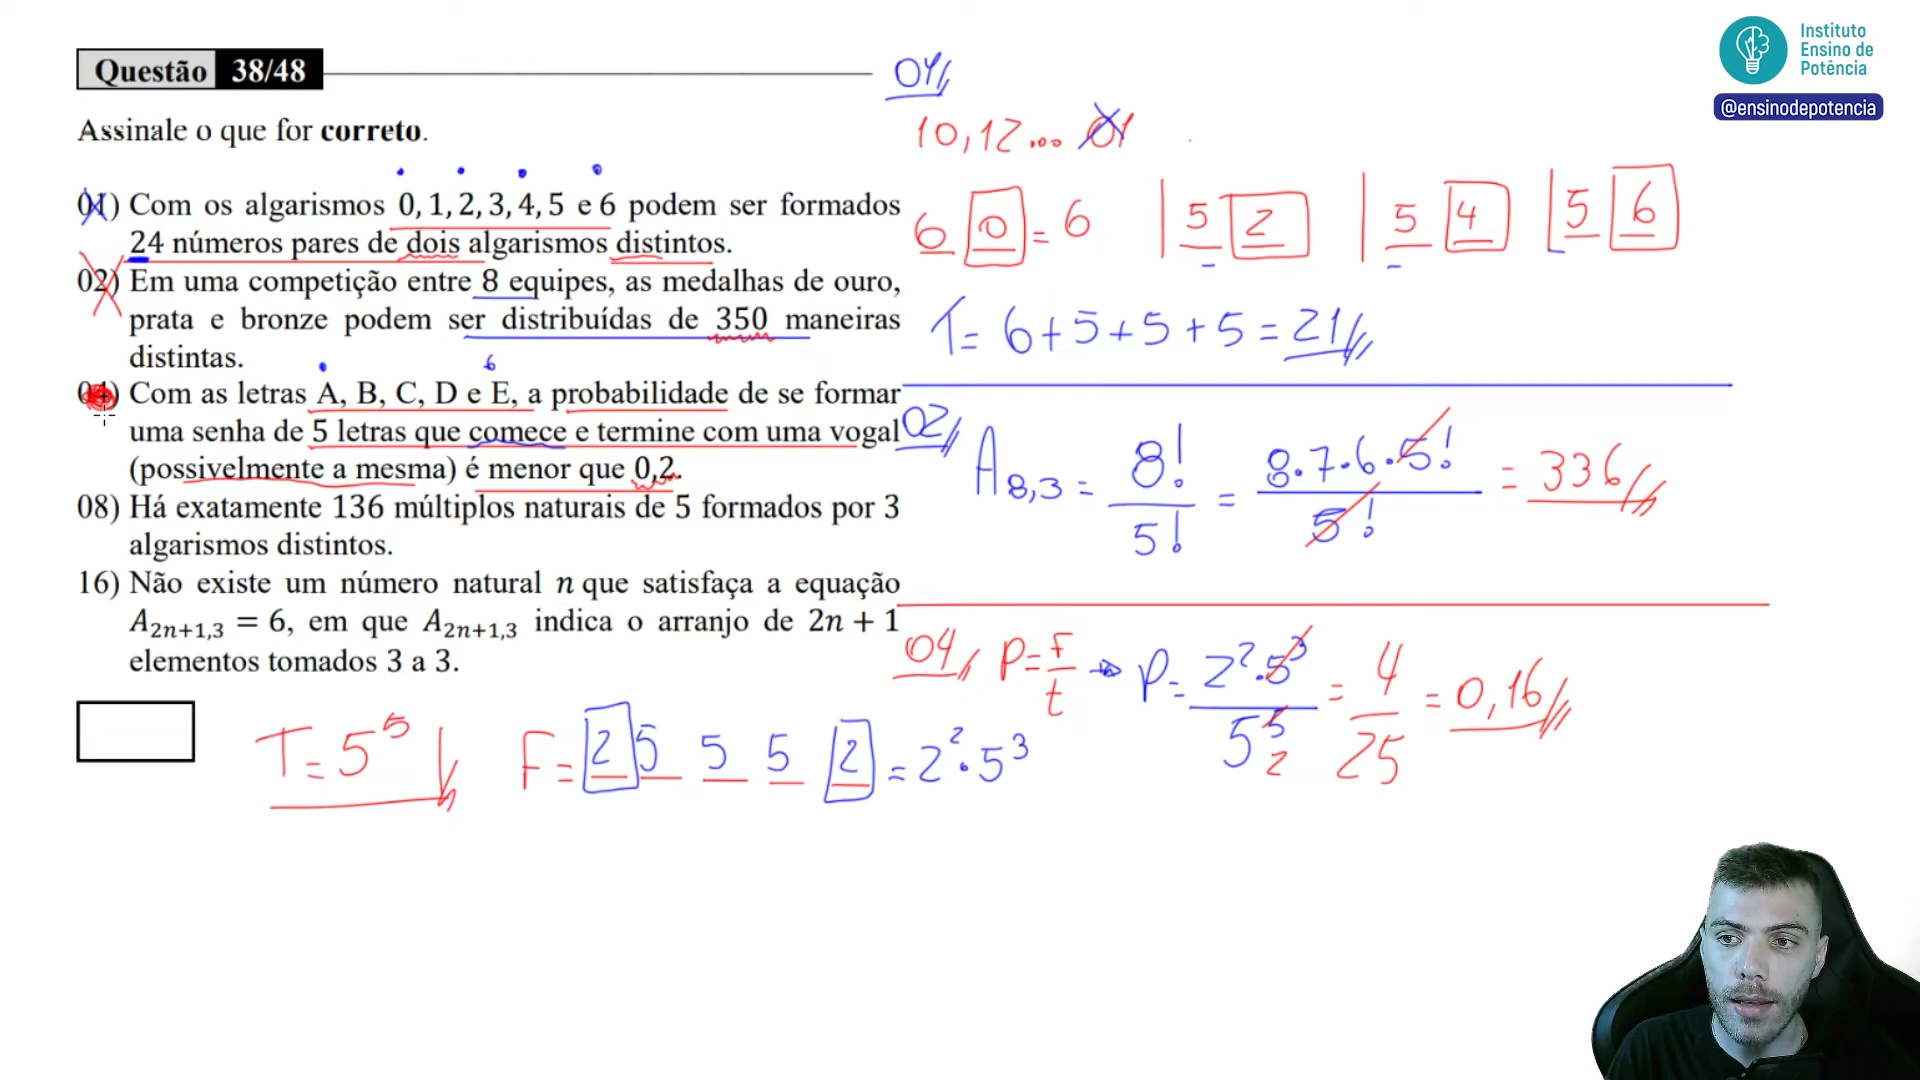 Instituto
Ensino de
Potência
@ensinodepotencia
Questão 38/48
Assinale o que for correto.
01) Com os algarismos 0, 1, 2, 3, 4, 5 e 6 podem ser formados
24 números pares de dois algarismos distintos.
02) Em uma competição entre 8 equipes, as medalhas de ouro,
prata e bronze podem ser distribuídas de 350 maneiras
distintas.
6
04) Com as letras A, B, C, D e E, a probabilidade de se formar
uma senha de 5 letras que comece e termine com uma vogal
(possivelmente a mesma) é menor que 0,2.
08) Há exatamente 136 múltiplos naturais de 5 formados por 3
algarismos distintos.
16) Não existe um número natural n que satisfaça a equação
A₂ₙ₊₁,₃ = 6, em que A₂ₙ₊₁,₃ indica o arranjo de 2n + 1
elementos tomados 3 a 3.
T = 5⁵
F = 2 5 5 5 2 = 2² · 5³
01
10, 12 ... 01
6 0 = 6 | 5 2 | 5 4 | 5 6
T = 6 + 5 + 5 + 5 = 21
02
A₈,₃ = 8!/5! = 8.7.6.5!/5! = 336
04 P = F/t → P = 2² · 5³/5⁵ 2 = 4/25 = 0,16